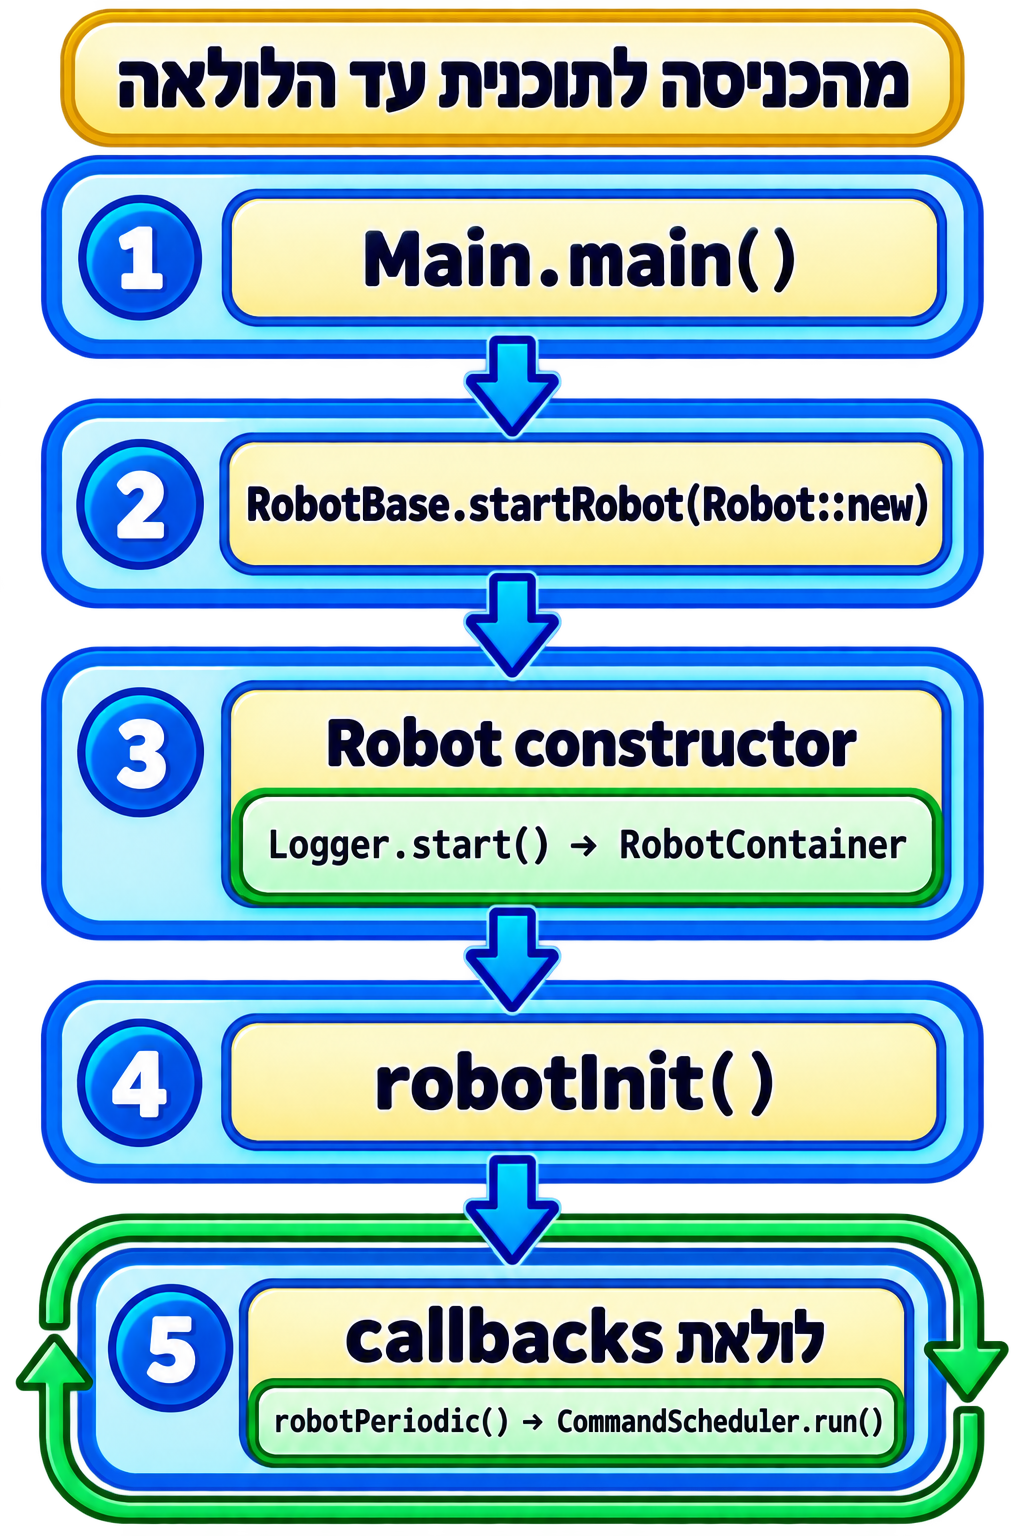 מהכניסה לתוכנית עד הלולאה
1
Main.main()
2
RobotBase.startRobot(Robot::new)
3
Robot constructor
Logger.start() → RobotContainer
4
robotInit()
5
לולאת callbacks
robotPeriodic() → CommandScheduler.run()